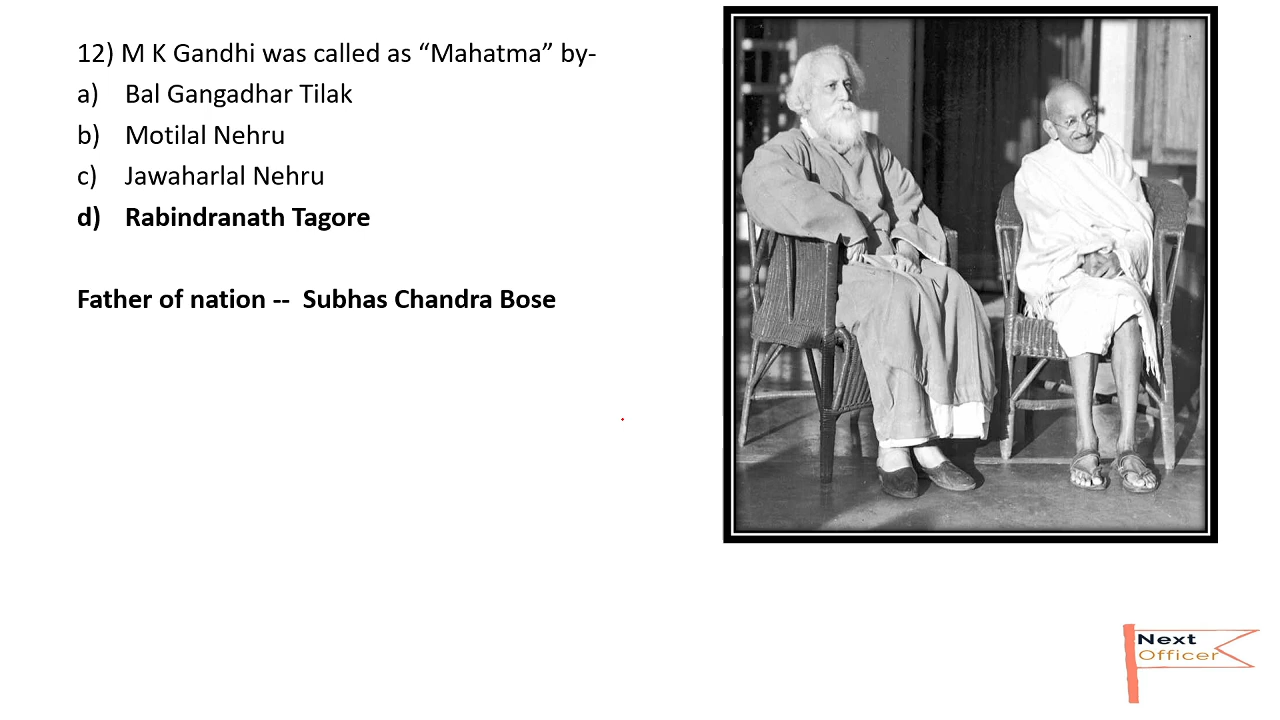 12) M K Gandhi was called as “Mahatma” by-
a) Bal Gangadhar Tilak
b) Motilal Nehru
c) Jawaharlal Nehru
d) Rabindranath Tagore
Father of nation -- Subhas Chandra Bose
Next
Officer